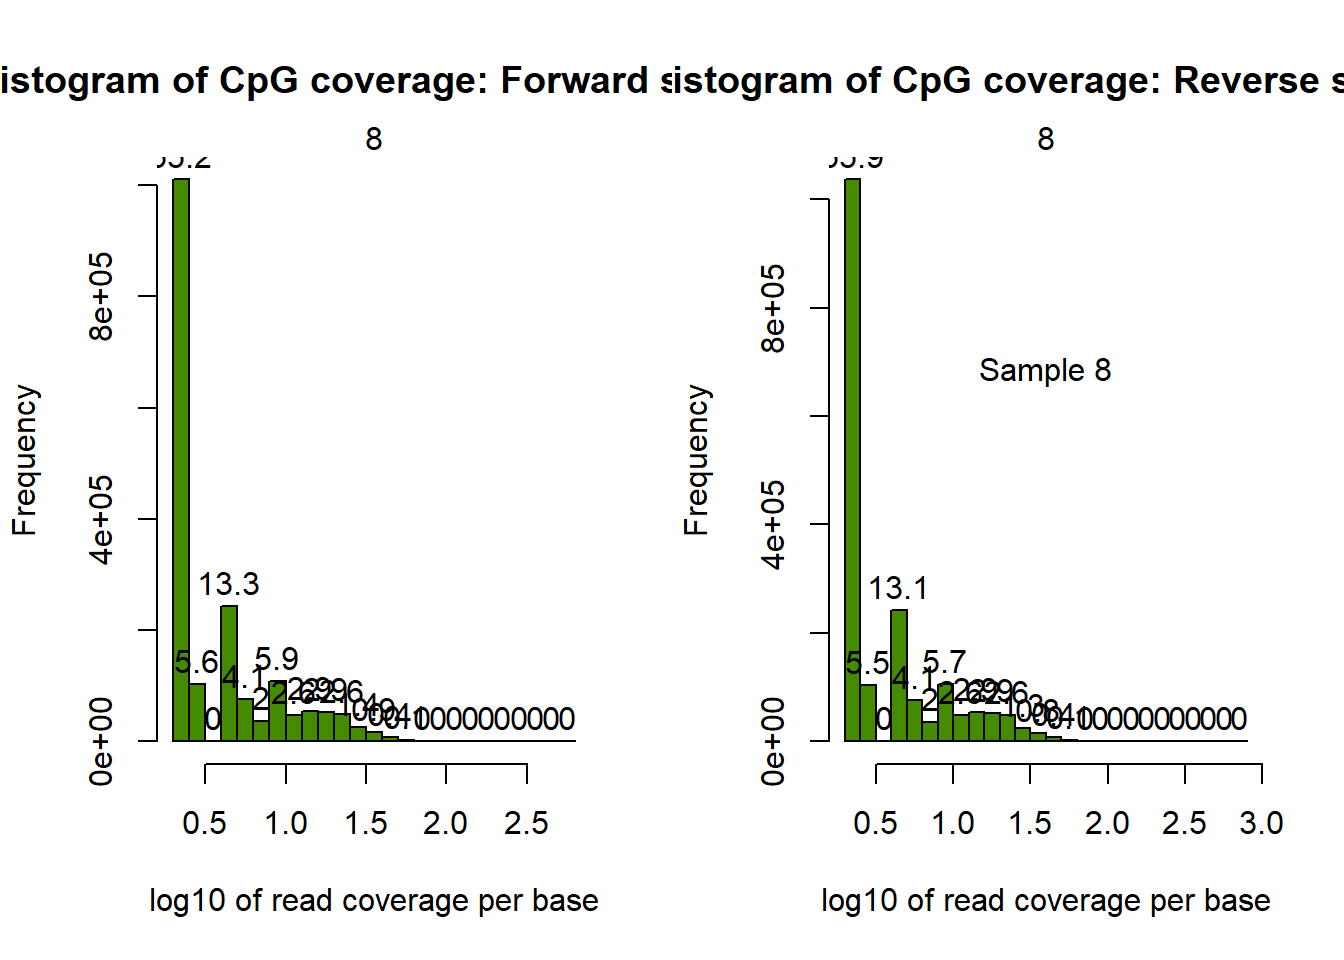 istogram of CpG coverage: Forward s
8
13.3
5.6
4.1
5.9
0
Frequency
0e+00
4e+05
8e+05
0.5 1.0 1.5 2.0 2.5
log10 of read coverage per base
istogram of CpG coverage: Reverse s
8
Sample 8
13.1
5.5
4.1
5.7
0
Frequency
0e+00
4e+05
8e+05
0.5 1.0 1.5 2.0 2.5 3.0
log10 of read coverage per base